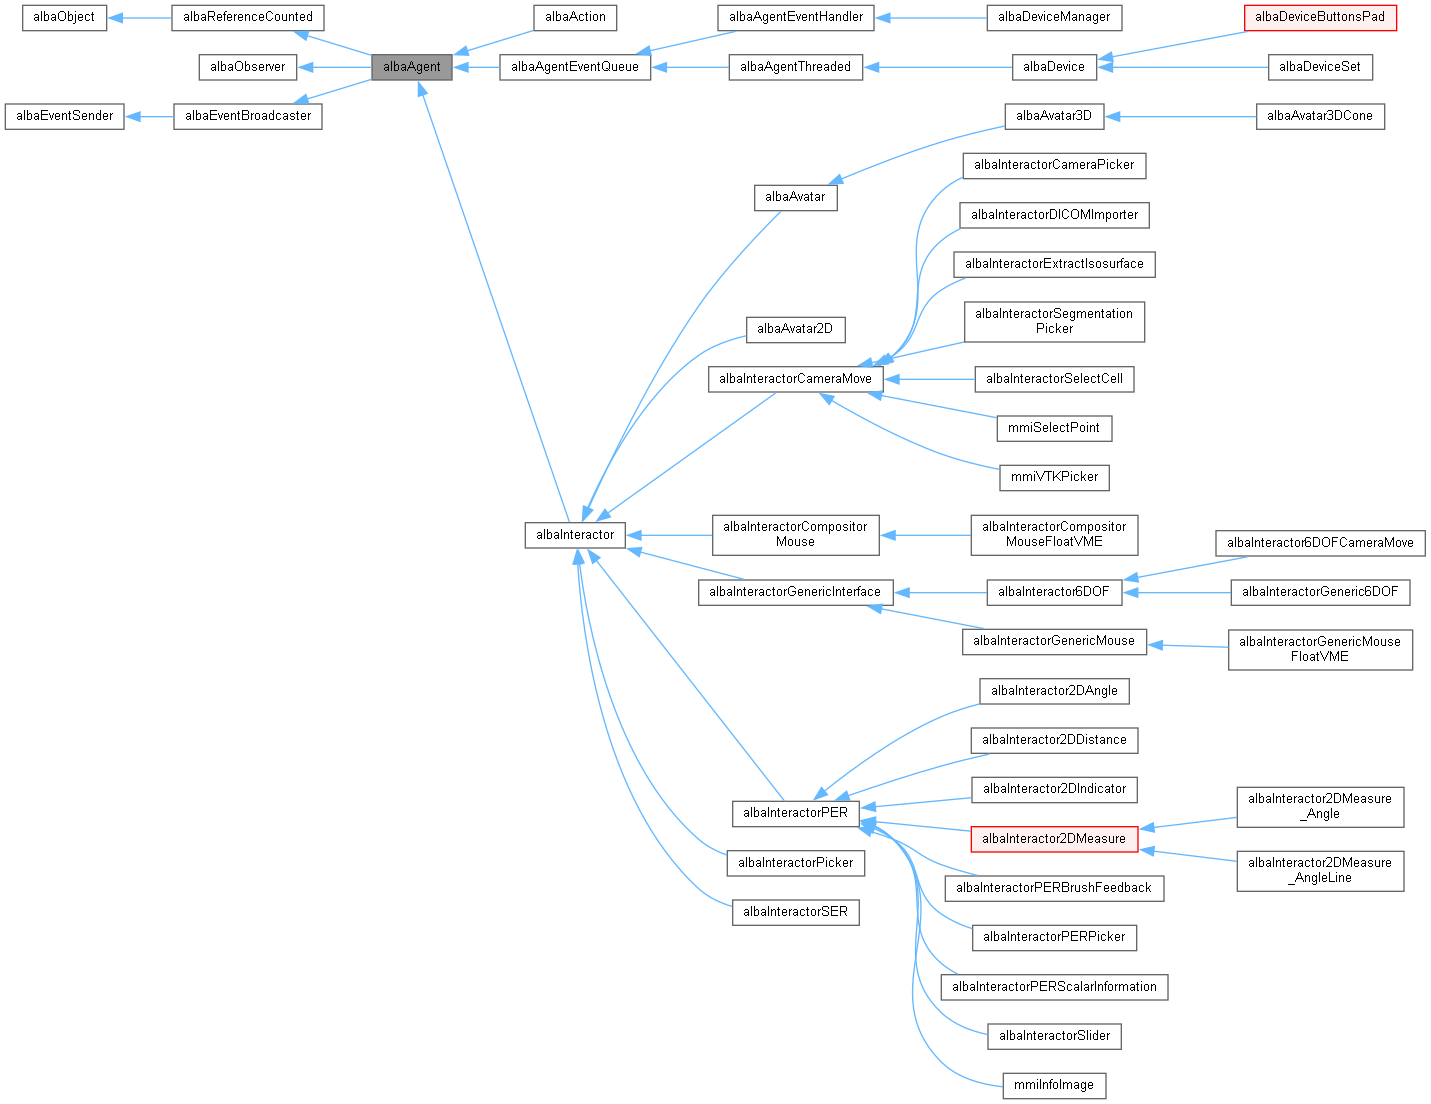 albaObject
albaReferenceCounted
albaAction
albaAgentEventHandler
albaDeviceManager
albaDeviceButtonsPad
albaObserver
albaAgent
albaAgentEventQueue
albaAgentThreaded
albaDevice
albaDeviceSet
albaEventSender
albaEventBroadcaster
albaAvatar3D
albaAvatar3DCone
albaInteractorCameraPicker
albaAvatar
albaInteractorDICOMImporter
albaInteractorExtractIsosurface
albaInteractorSegmentation
Picker
albaAvatar2D
albaInteractorCameraMove
albaInteractorSelectCell
mmiSelectPoint
mmiVTKPicker
albaInteractor
albaInteractorCompositor
Mouse
albaInteractorCompositor
MouseFloatVME
albaInteractor6DOFCameraMove
albaInteractorGenericInterface
albaInteractor6DOF
albaInteractorGeneric6DOF
albaInteractorGenericMouse
albaInteractorGenericMouse
FloatVME
albaInteractor2DAngle
albaInteractor2DDistance
albaInteractor2DIndicator
albaInteractorPER
albaInteractor2DMeasure
albaInteractor2DMeasure
_Angle
albaInteractor2DMeasure
_AngleLine
albaInteractorPicker
albaInteractorPERBrushFeedback
albaInteractorSER
albaInteractorPERPicker
albaInteractorPERScalarInformation
albaInteractorSlider
mmiInfoImage